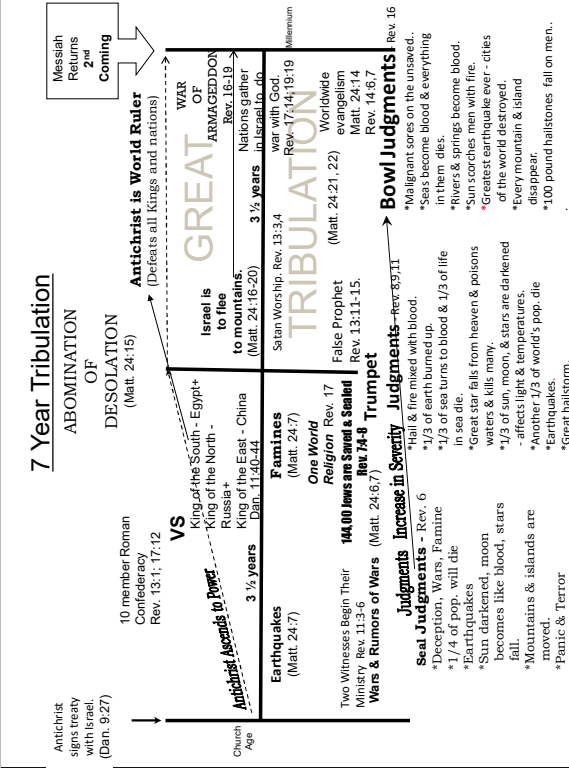 7 Year Tribulation
Antichrist
signs treaty
with Israel.
(Dan. 9:27)
10 member Roman
Confederacy
Rev. 13:1; 17:12
ABOMINATION
OF
DESOLATION
(Matt. 24:15)
Antichrist is World Ruler
(Defeats all Kings and nations)
Messiah
Returns
2nd
Coming
Church
Age
Antichrist Ascends to Power
VS
King of the South - Egypt+
King of the North -
Russia+
King of the East - China
Dan. 11:40-44
3 ½ years
Israel is
to flee
to mountains.
(Matt. 24:16-20)
GREAT
WAR
OF
ARMAGEDDON
Rev. 16-19
Nations gather
in Israel to do
war with God.
Rev. 17:14;19:19
3 ½ years
Millennium
Earthquakes
(Matt. 24:7)
Famines
(Matt. 24:7)
One World
Religion Rev. 17
144,00 Jews are Saved & Sealed
Rev. 7:4-8
Two Witnesses Begin Their
Ministry Rev. 11:3-6
Wars & Rumors of Wars (Matt. 24:6,7)
Satan Worship. Rev. 13:3,4
TRIBULATION
(Matt. 24:21, 22)
False Prophet
Rev. 13:11-15.
Worldwide
evangelism
Matt. 24:14
Rev. 14:6,7
Judgments Increase in Severity
Seal Judgments - Rev. 6
*Deception, Wars, Famine
*1/4 of pop. will die
*Earthquakes
*Sun darkened, moon
becomes like blood, stars
fall.
*Mountains & islands are
moved.
*Panic & Terror
Trumpet
Judgments - Rev. 8,9,11
*Hail & fire mixed with blood.
*1/3 of earth burned up.
*1/3 of sea turns to blood & 1/3 of life
in sea die.
*Great star falls from heaven & poisons
waters & kills many.
*1/3 of sun, moon, & stars are darkened
- affects light & temperatures.
*Another 1/3 of world's pop. die
*Earthquakes.
*Great hailstorm.
Bowl Judgments - Rev. 16
*Malignant sores on the unsaved..
*Seas become blood & everything
in them dies.
*Rivers & springs become blood.
*Sun scorches men with fire.
*Greatest earthquake ever - cities
of the world destroyed.
*Every mountain & island
disappear.
*100 pound hailstones fall on men..